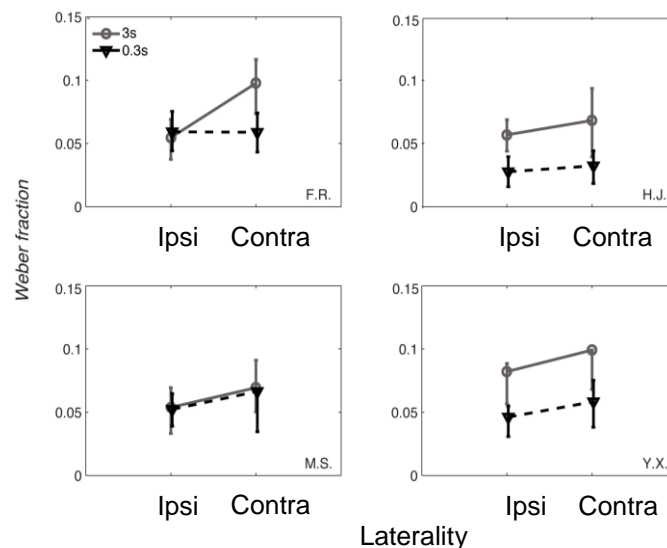 0.15
3s
0.3s
0.1
0.05
0
F.R.
Ipsi Contra
0.15
0.1
0.05
0
H.J.
Ipsi Contra
Weber fraction
0.15
0.1
0.05
0
M.S.
Ipsi Contra
0.15
0.1
0.05
0
Y.X.
Ipsi Contra
Laterality